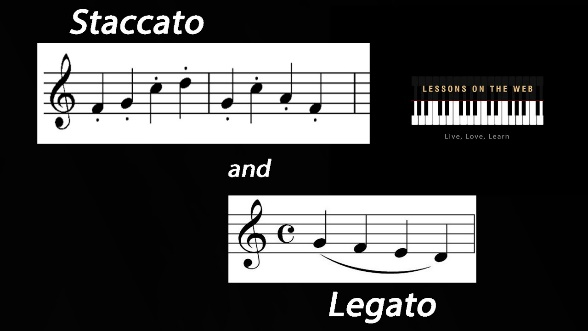 Staccato
LESSONS ON THE WEB
Live, Love, Learn
and
Legato